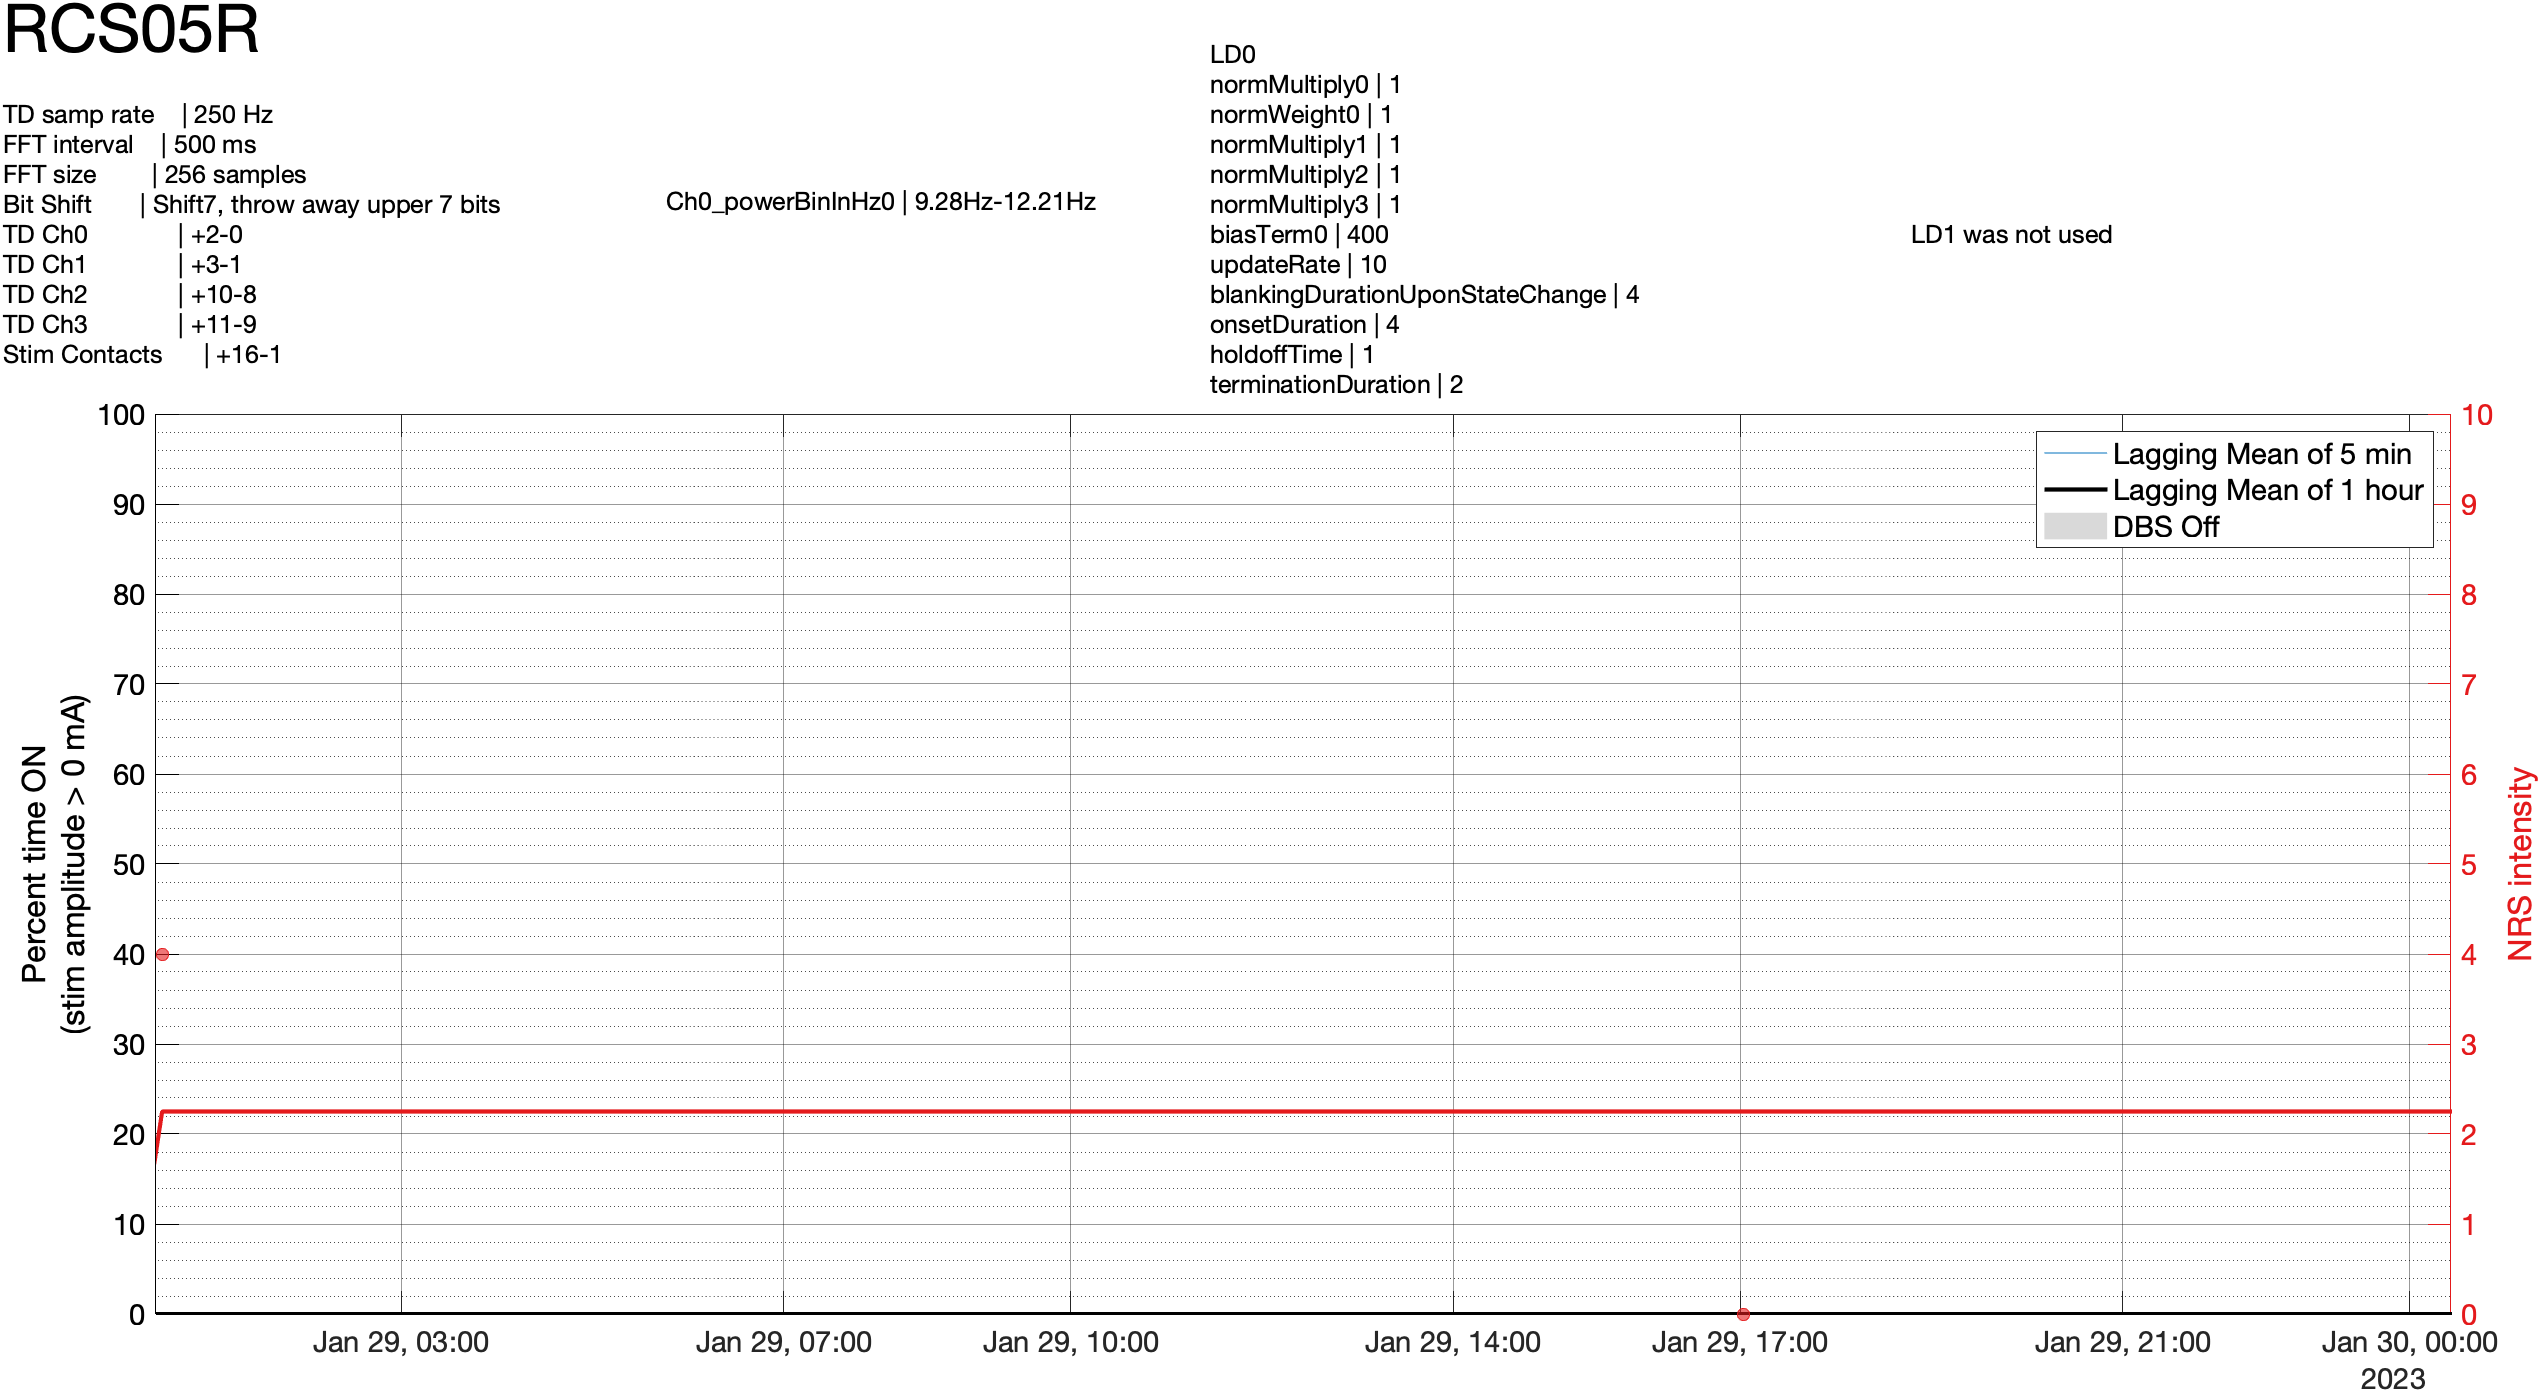 RCS05R
TD samp rate | 250 Hz
FFT interval | 500 ms
FFT size | 256 samples
Bit Shift | Shift7, throw away upper 7 bits
TD Ch0 | +2-0
TD Ch1 | +3-1
TD Ch2 | +10-8
TD Ch3 | +11-9
Stim Contacts | +16-1
Ch0_powerBinInHz0 | 9.28Hz-12.21Hz
LD0
normMultiply0 | 1
normWeight0 | 1
normMultiply1 | 1
normMultiply2 | 1
normMultiply3 | 1
biasTerm0 | 400
updateRate | 10
blankingDurationUponStateChange | 4
onsetDuration | 4
holdoffTime | 1
terminationDuration | 2
LD1 was not used
Percent time ON
(stim amplitude > 0 mA)
100
90
80
70
60
50
40
30
20
10
0
Lagging Mean of 5 min
Lagging Mean of 1 hour
DBS Off
10
9
8
7
6
5
4
3
2
1
0
NRS intensity
Jan 29, 03:00
Jan 29, 07:00
Jan 29, 10:00
Jan 29, 14:00
Jan 29, 17:00
Jan 29, 21:00
Jan 30, 00:00
2023